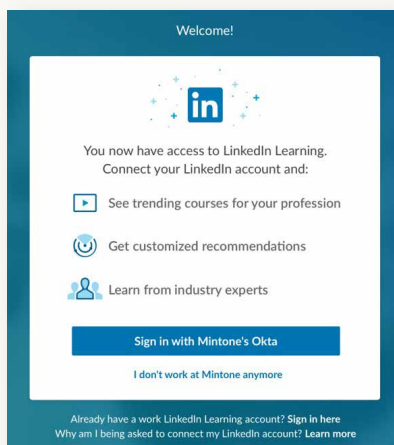 Welcome!
in
You now have access to LinkedIn Learning.
Connect your LinkedIn account and:
See trending courses for your profession
Get customized recommendations
Learn from industry experts
Sign in with Mintone's Okta
I don't work at Mintone anymore
Already have a work LinkedIn Learning account? Sign in here
Why am I being asked to connect my LinkedIn account? Learn more